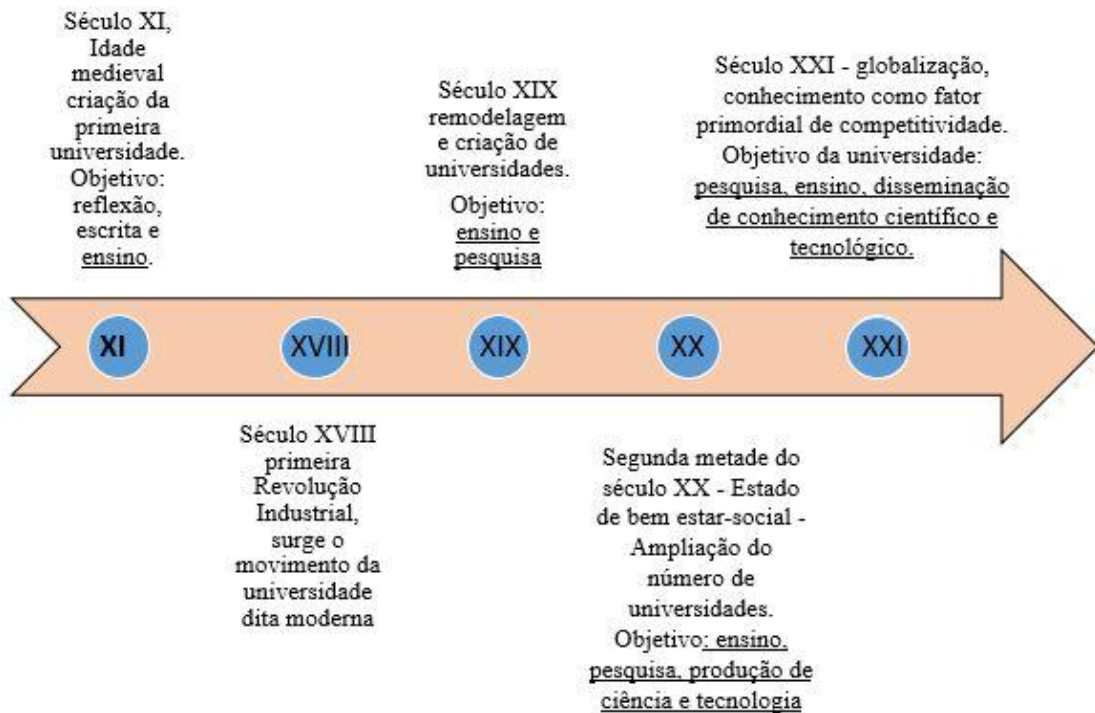 Século XI,
Idade
medieval
criação da
primeira
universidade.
Objetivo:
reflexão,
escrita e
ensino.
Século XIX
remodelagem
e criação de
universidades.
Objetivo:
ensino e
pesquisa
Século XXI - globalização,
conhecimento como fator
primordial de competitividade.
Objetivo da universidade:
pesquisa, ensino, disseminação
de conhecimento científico e
tecnológico.
XI
XVIII
XIX
XX
XXI
Século XVIII
primeira
Revolução
Industrial,
surge o
movimento da
universidade
dita moderna
Segunda metade do
século XX - Estado
de bem estar-social -
Ampliação do
número de
universidades.
Objetivo: ensino,
pesquisa, produção de
ciência e tecnologia